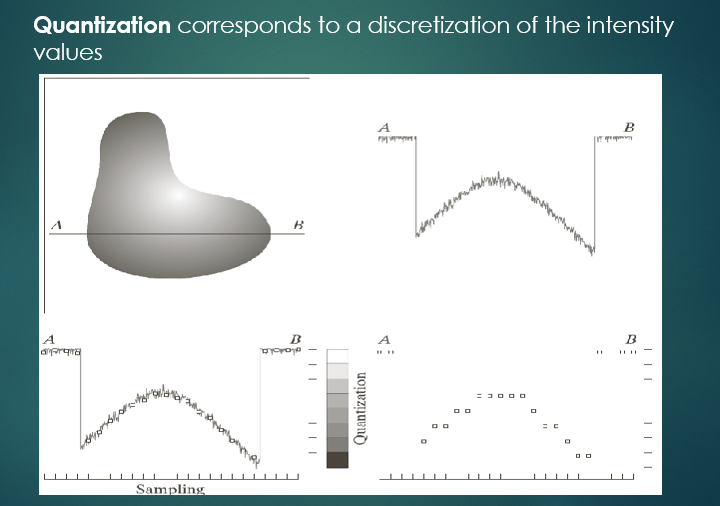 Quantization corresponds to a discretization of the intensity
values
A B
A B
A B
Quantization
A B
Sampling